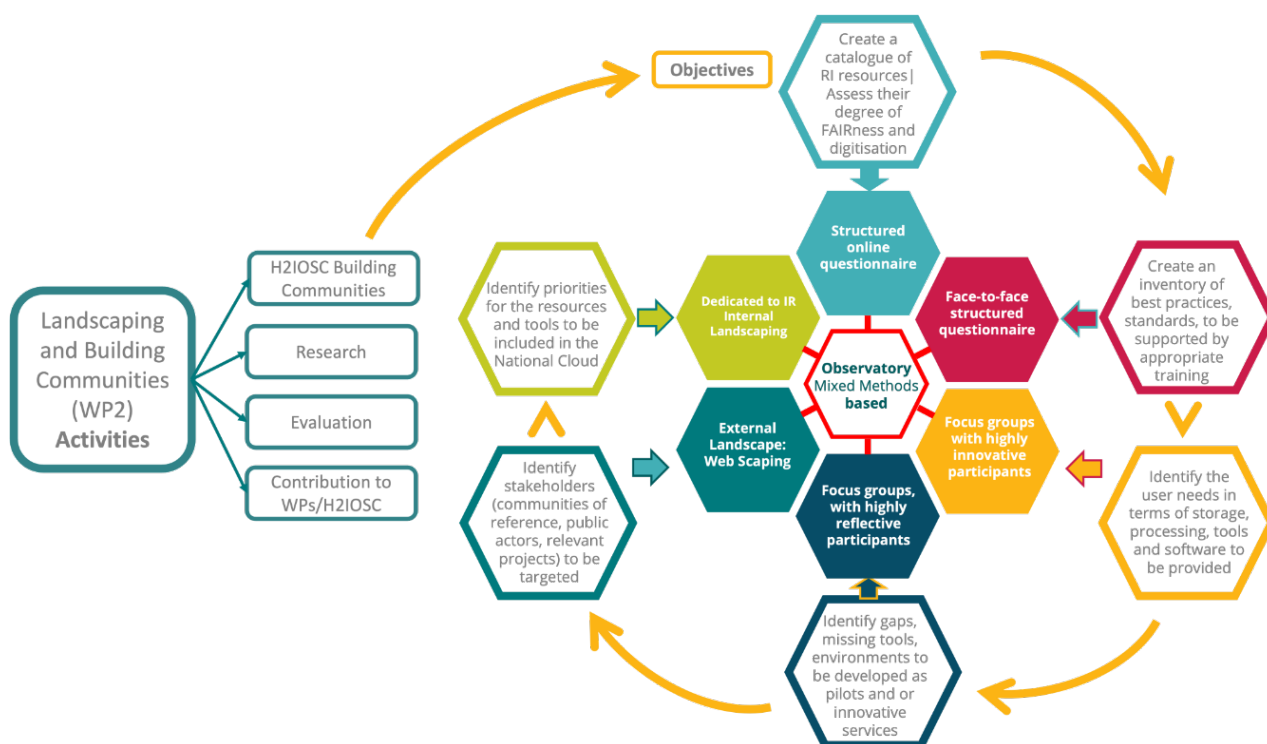 Landscaping
and Building
Communities
(WP2)
Activities
H2IOSC Building
Communities
Research
Evaluation
Contribution to
WPs/H2IOSC
Objectives
Create a
catalogue of
RI resources|
Assess their
degree of
FAIRness and
digitisation
Structured
online
questionnaire
Create an
inventory of
best practices,
standards, to be
supported by
appropriate
training
Face-to-face
structured
questionnaire
Identify the
user needs in
terms of storage,
processing, tools
and software to
be provided
Focus groups
with highly
innovative
participants
Identify gaps,
missing tools,
environments to
be developed as
pilots and or
innovative
services
Focus groups,
with highly
reflective
participants
Identify
stakeholders
(communities of
reference, public
actors, relevant
projects) to be
targeted
External
Landscape:
Web Scaping
Identify priorities
for the resources
and tools to be
included in the
National Cloud
Dedicated to IR
Internal
Landscaping
Observatory
Mixed Methods
based